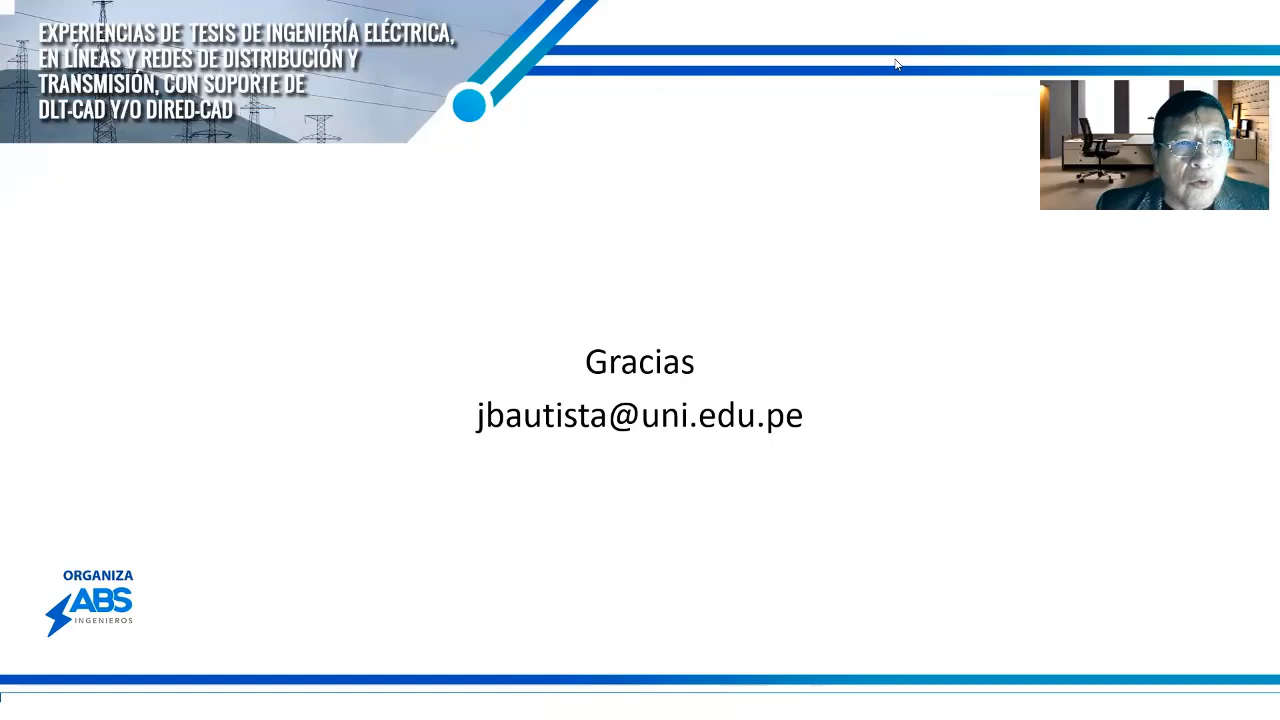 EXPERIENCIAS DE TESIS DE INGENIERÍA ELÉCTRICA,
EN LÍNEAS Y REDES DE DISTRIBUCIÓN Y
TRANSMISIÓN, CON SOPORTE DE
DLT-CAD Y/O DIRED-CAD
Gracias
jbautista@uni.edu.pe
ORGANIZA
ABS
INGENIEROS